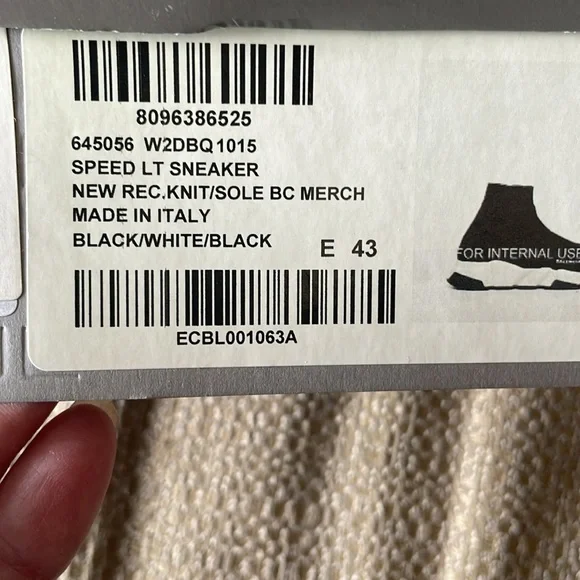 8096386525
645056 W2DBQ1015
SPEED LT SNEAKER
NEW REC.KNIT/SOLE BC MERCH
MADE IN ITALY
BLACK/WHITE/BLACK E 43
FOR INTERNAL USE
ECBL001063A